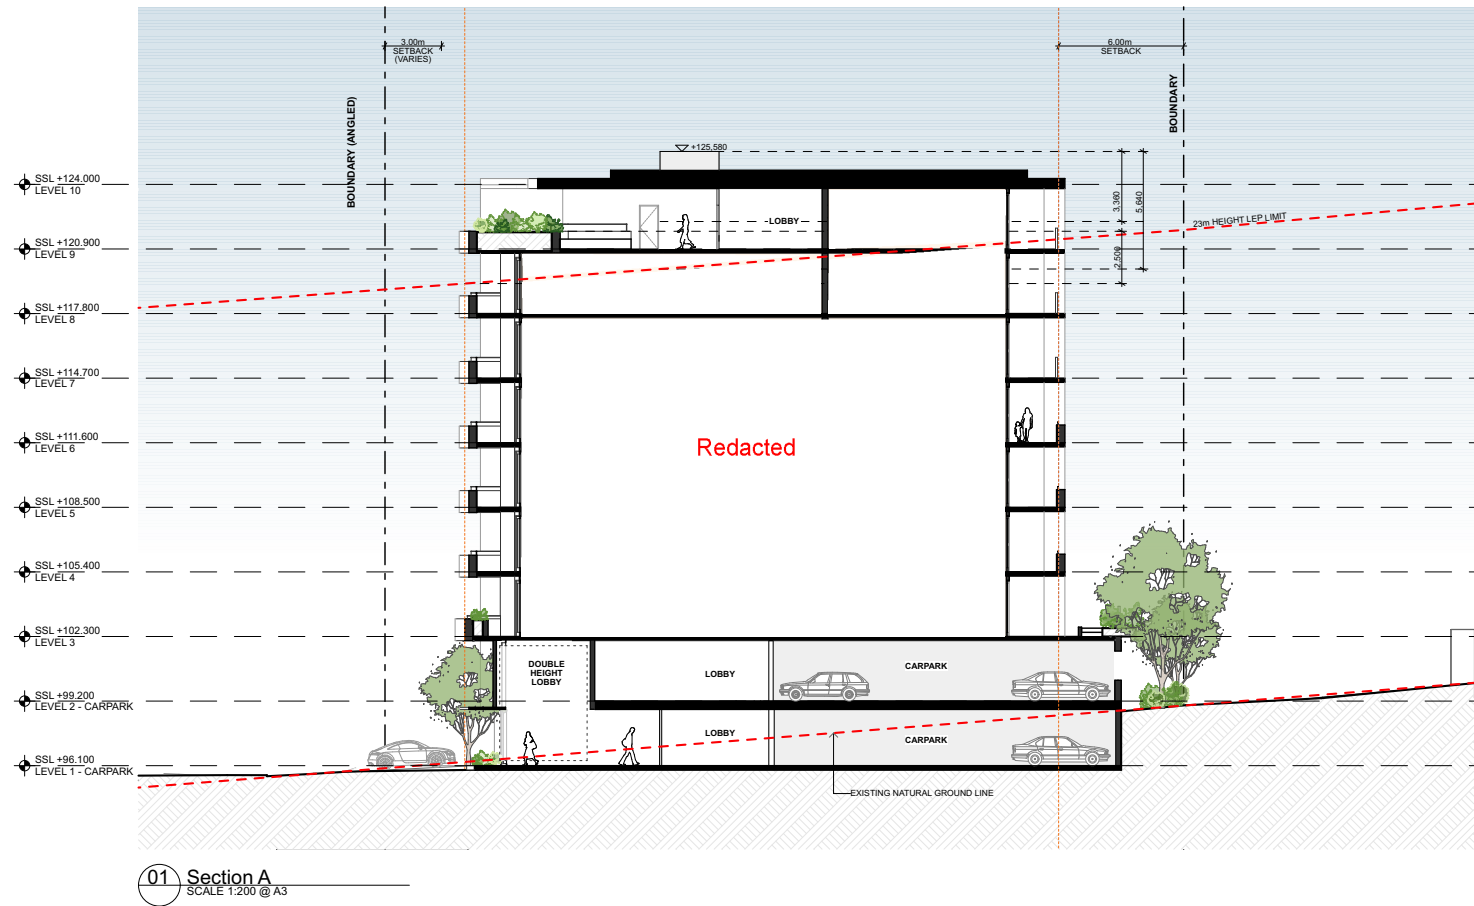 3.00m
SETBACK
(VARIES)
6.00m
SETBACK
BOUNDARY (ANGLED)
BOUNDARY
+125,580
SSL +124.000
LEVEL 10
3,360
5,640
LOBBY
23m HEIGHT LEP LIMIT
SSL +120.900
LEVEL 9
2,500
SSL +117.800
LEVEL 8
SSL +114.700
LEVEL 7
SSL +111.600
LEVEL 6
Redacted
SSL +108.500
LEVEL 5
SSL +105.400
LEVEL 4
SSL +102.300
LEVEL 3
DOUBLE
HEIGHT
LOBBY
LOBBY
CARPARK
SSL +99.200
LEVEL 2 - CARPARK
LOBBY
CARPARK
SSL +96.100
LEVEL 1 - CARPARK
EXISTING NATURAL GROUND LINE
01
Section A
SCALE 1:200 @ A3